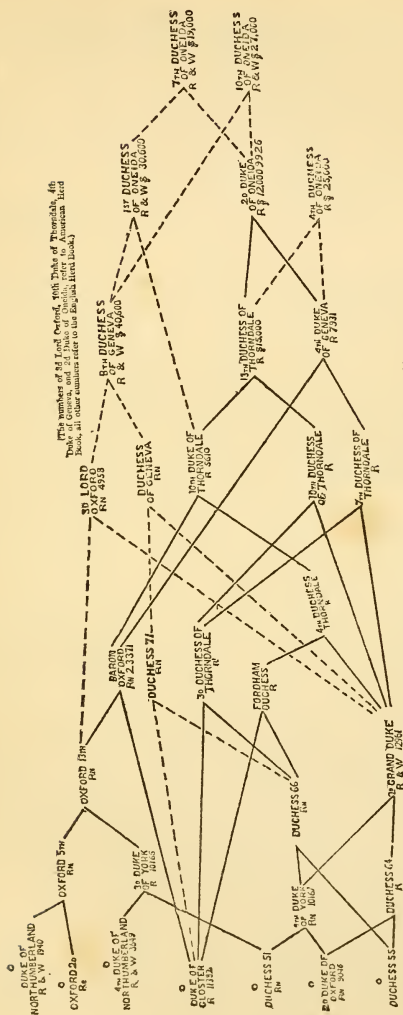 [The numbers of 3d Lord Oxford, 10th Duke of Thorndale, 4th
Duke of Geneva, and 2d Duke of Oneida, refer to American Herd
Book, all other numbers refer to the English Herd Book.]
DUKE OF
NORTHUMBERLAND
R & W 1940
OXFORD 2D
RN
4TH DUKE OF
NORTHUMBERLAND
R & W 3649
DUKE OF
GLOSTER
R 11382
DUCHESS 51
RN
2D DUKE OF
OXFORD
RN 9046
DUCHESS 55
OXFORD 5TH
RN
3D DUKE
OF YORK
R 10166
4TH DUKE
OF YORK
RN 10167
DUCHESS 64
R
OXFORD 13TH
RN
DUCHESS 66
RN
2D GRAND DUKE
R & W 12961
BARON
OXFORD
RN 23371
DUCHESS 71
RN
3D DUCHESS OF
THORNDALE
R
FORDHAM
DUCHESS
R
4TH DUCHESS
THORNDALE
R
3D LORD
OXFORD
RN 4958
DUCHESS
OF GENEVA
RN
10TH DUKE OF
THORNDALE
R 5610
10TH DUCHESS
OF THORNDALE
R
7TH DUCHESS OF
THORNDALE
R
8TH DUCHESS
OF GENEVA
R & W $40,600
13TH DUCHESS OF
THORNDALE
R $15,000
4TH DUKE
OF GENEVA
R 7931
1ST DUCHESS
OF ONEIDA
R & W $30,600
2D DUKE
OF ONEIDA
R $12,000 9926
4TH DUCHESS
OF ONEIDA
R $25,000
7TH DUCHESS
OF ONEIDA
R & W $19,000
10TH DUCHESS
OF ONEIDA
R & W $27,000